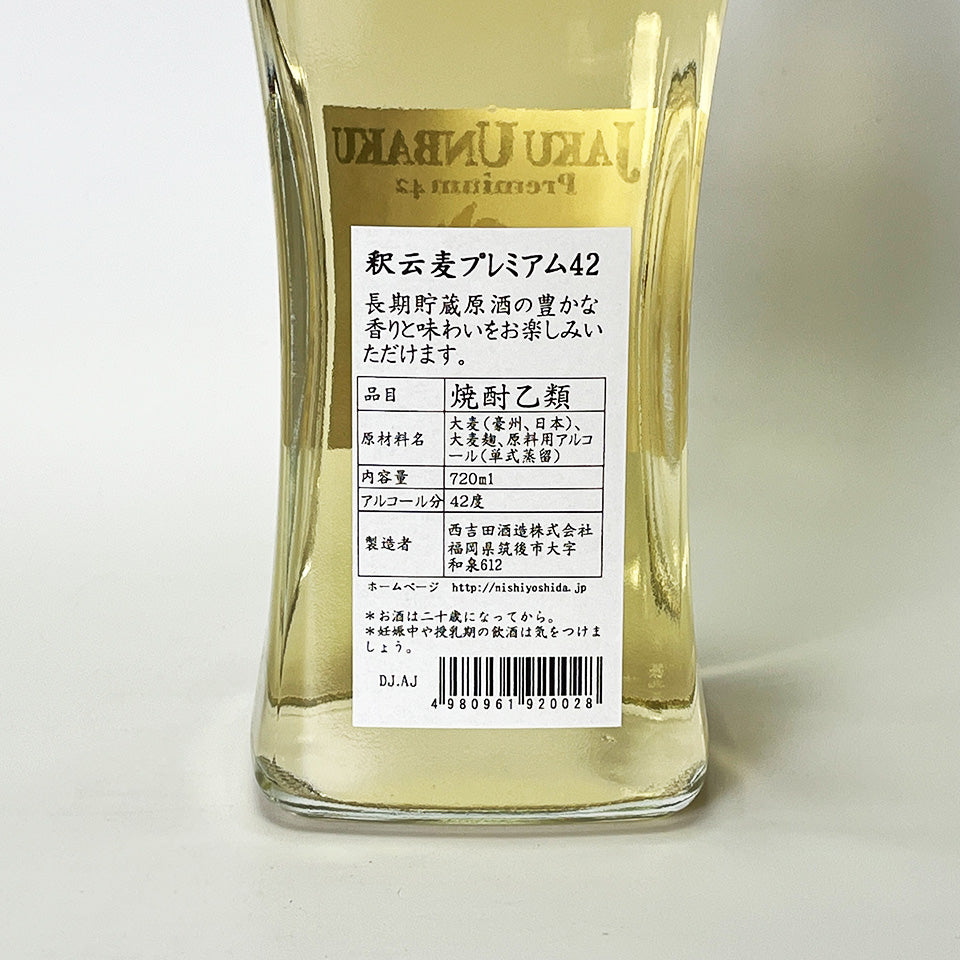 JAKU UNBAKU
Premium 42
釈云麦プレミアム42
長期貯蔵原酒の豊かな
香りと味わいをお楽しみい
ただけます。
品目 焼酎乙類
原材料名 大麦(豪州、日本)、
大麦麹、原料用アルコ
ール(単式蒸留)
内容量 720ml
アルコール分 42度
製造者 西吉田酒造株式会社
福岡県筑後市大字
和泉612
ホームページ http://nishiyoshida.jp
*お酒は二十歳になってから。
*妊娠中や授乳期の飲酒は気をつけま
しょう。
DJ.AJ
4 980961 920028